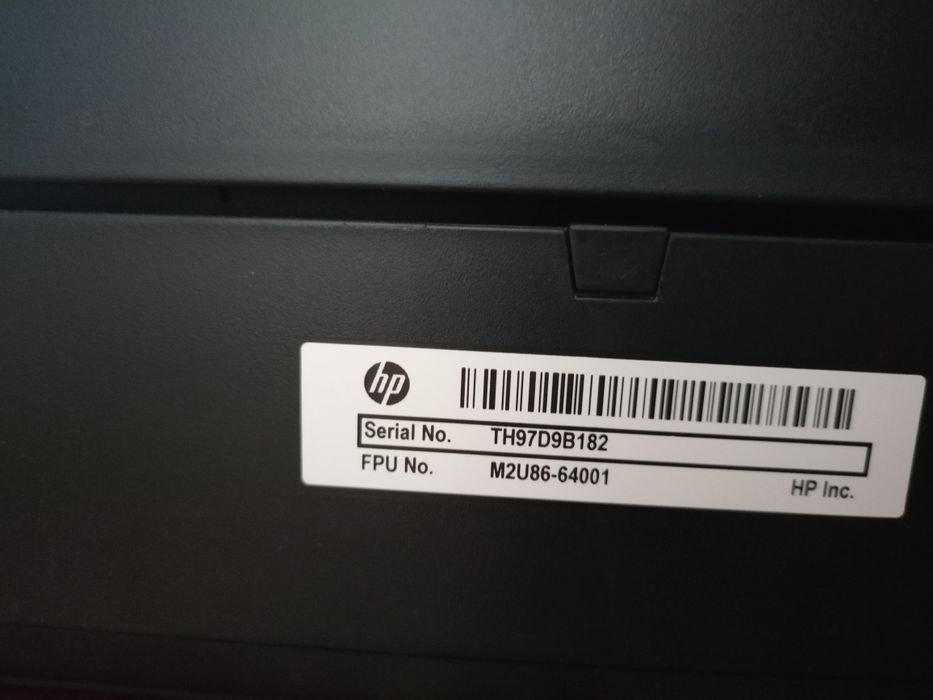 hp
Serial No. TH97D9B182
FPU No. M2U86-64001
HP Inc.